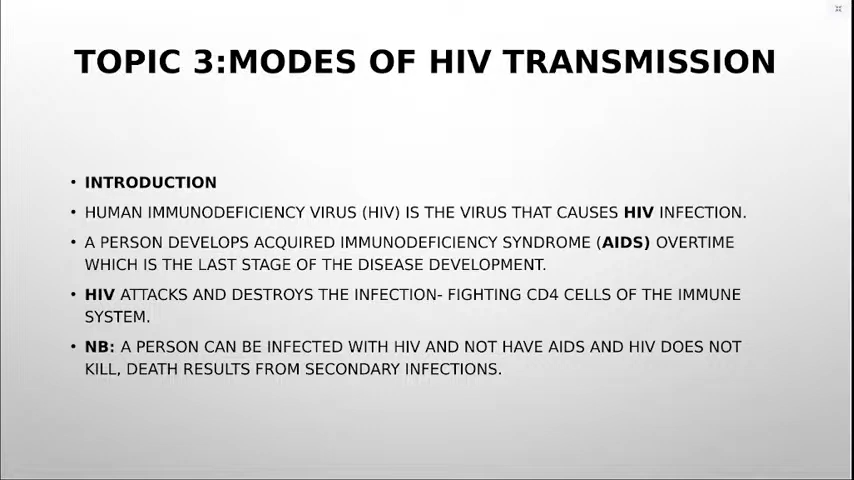 TOPIC 3:MODES OF HIV TRANSMISSION
• INTRODUCTION
• HUMAN IMMUNODEFICIENCY VIRUS (HIV) IS THE VIRUS THAT CAUSES HIV INFECTION.
• A PERSON DEVELOPS ACQUIRED IMMUNODEFICIENCY SYNDROME (AIDS) OVERTIME
WHICH IS THE LAST STAGE OF THE DISEASE DEVELOPMENT.
• HIV ATTACKS AND DESTROYS THE INFECTION- FIGHTING CD4 CELLS OF THE IMMUNE
SYSTEM.
• NB: A PERSON CAN BE INFECTED WITH HIV AND NOT HAVE AIDS AND HIV DOES NOT
KILL, DEATH RESULTS FROM SECONDARY INFECTIONS.